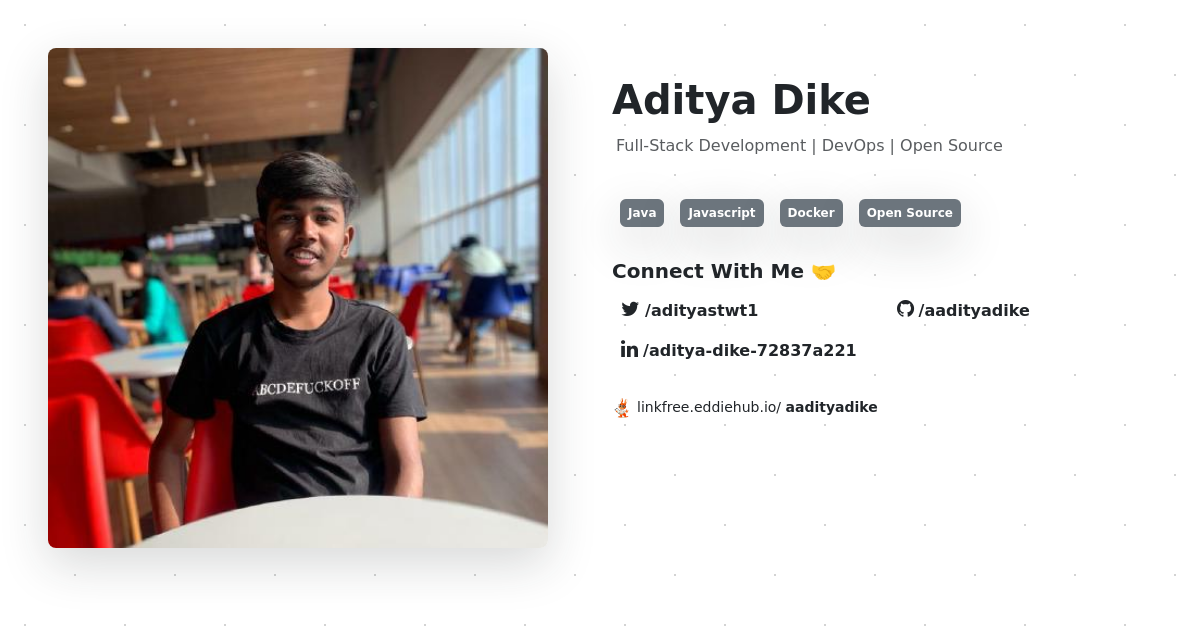 Aditya Dike
Full-Stack Development | DevOps | Open Source
Java Javascript Docker Open Source
Connect With Me 🤝
/adityastwt1 /aadityadike
/aditya-dike-72837a221
linkfree.eddiehub.io/ aadityadike
ABCDEFUCKOFF